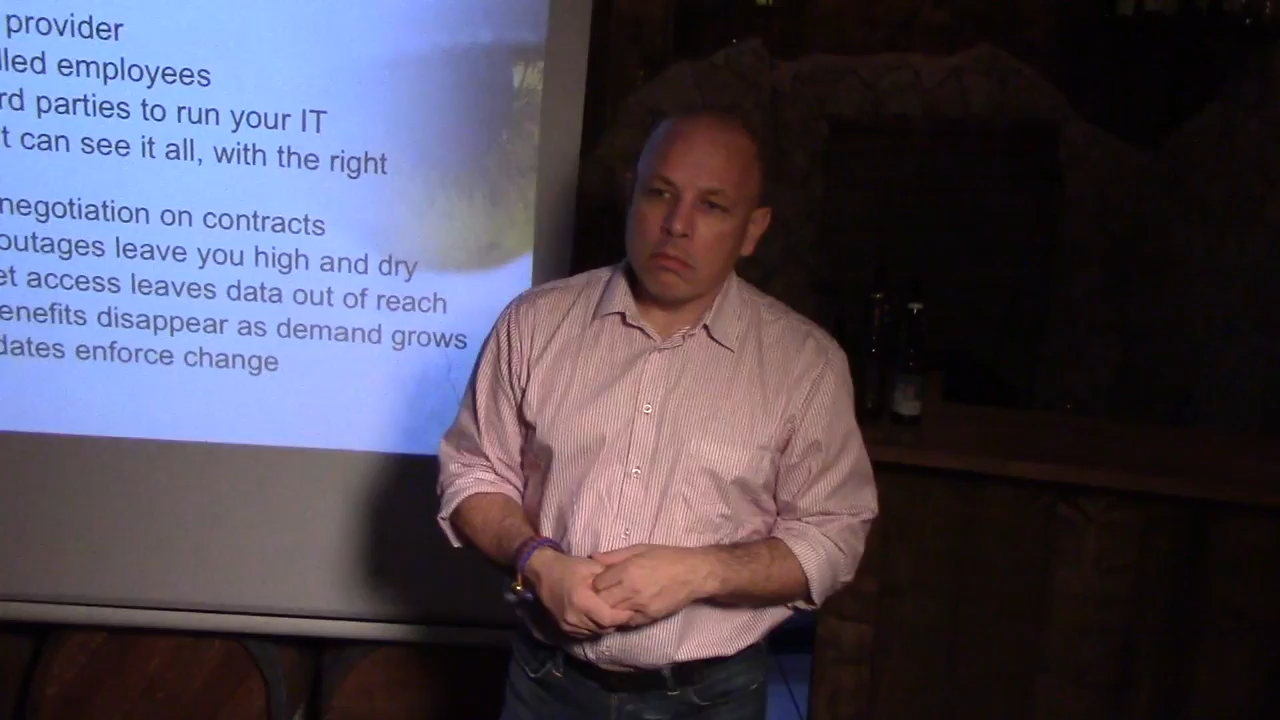 provider
lled employees
rd parties to run your IT
t can see it all, with the right
negotiation on contracts
outages leave you high and dry
et access leaves data out of reach
enefits disappear as demand grows
dates enforce change